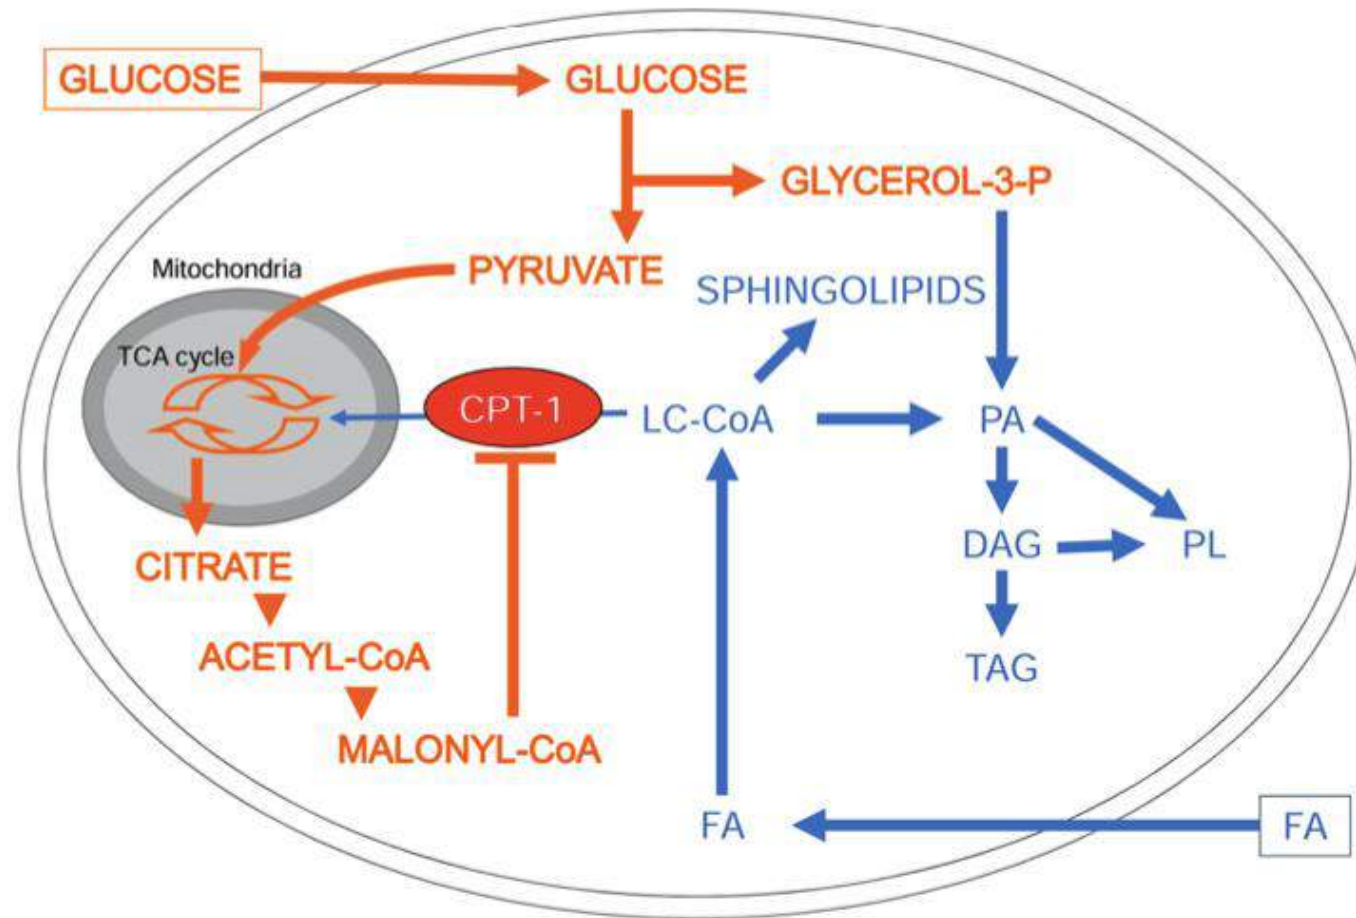 GLUCOSE
GLUCOSE
GLYCEROL-3-P
Mitochondria
PYRUVATE
SPHINGOLIPIDS
TCA cycle
CPT-1
LC-CoA
PA
CITRATE
DAG
PL
ACETYL-CoA
TAG
MALONYL-CoA
FA
FA